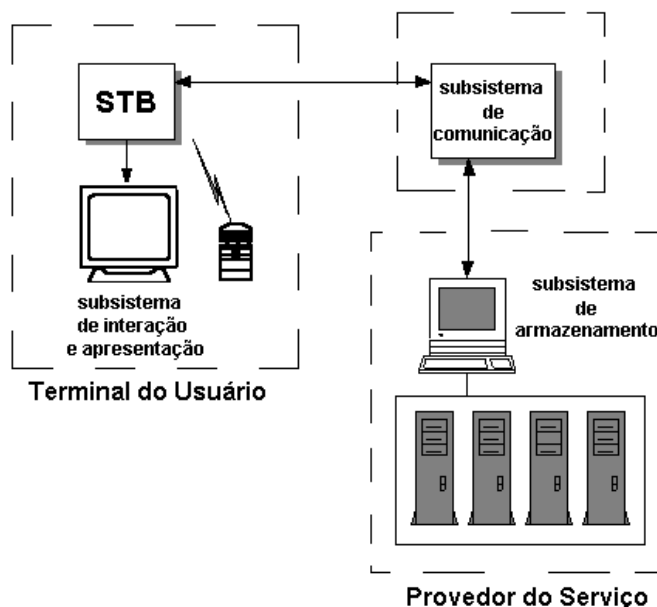 STB
subsistema
de interação
e apresentação
Terminal do Usuário
subsistema
de
comunicação
subsistema
de
armazenamento
Provedor do Serviço